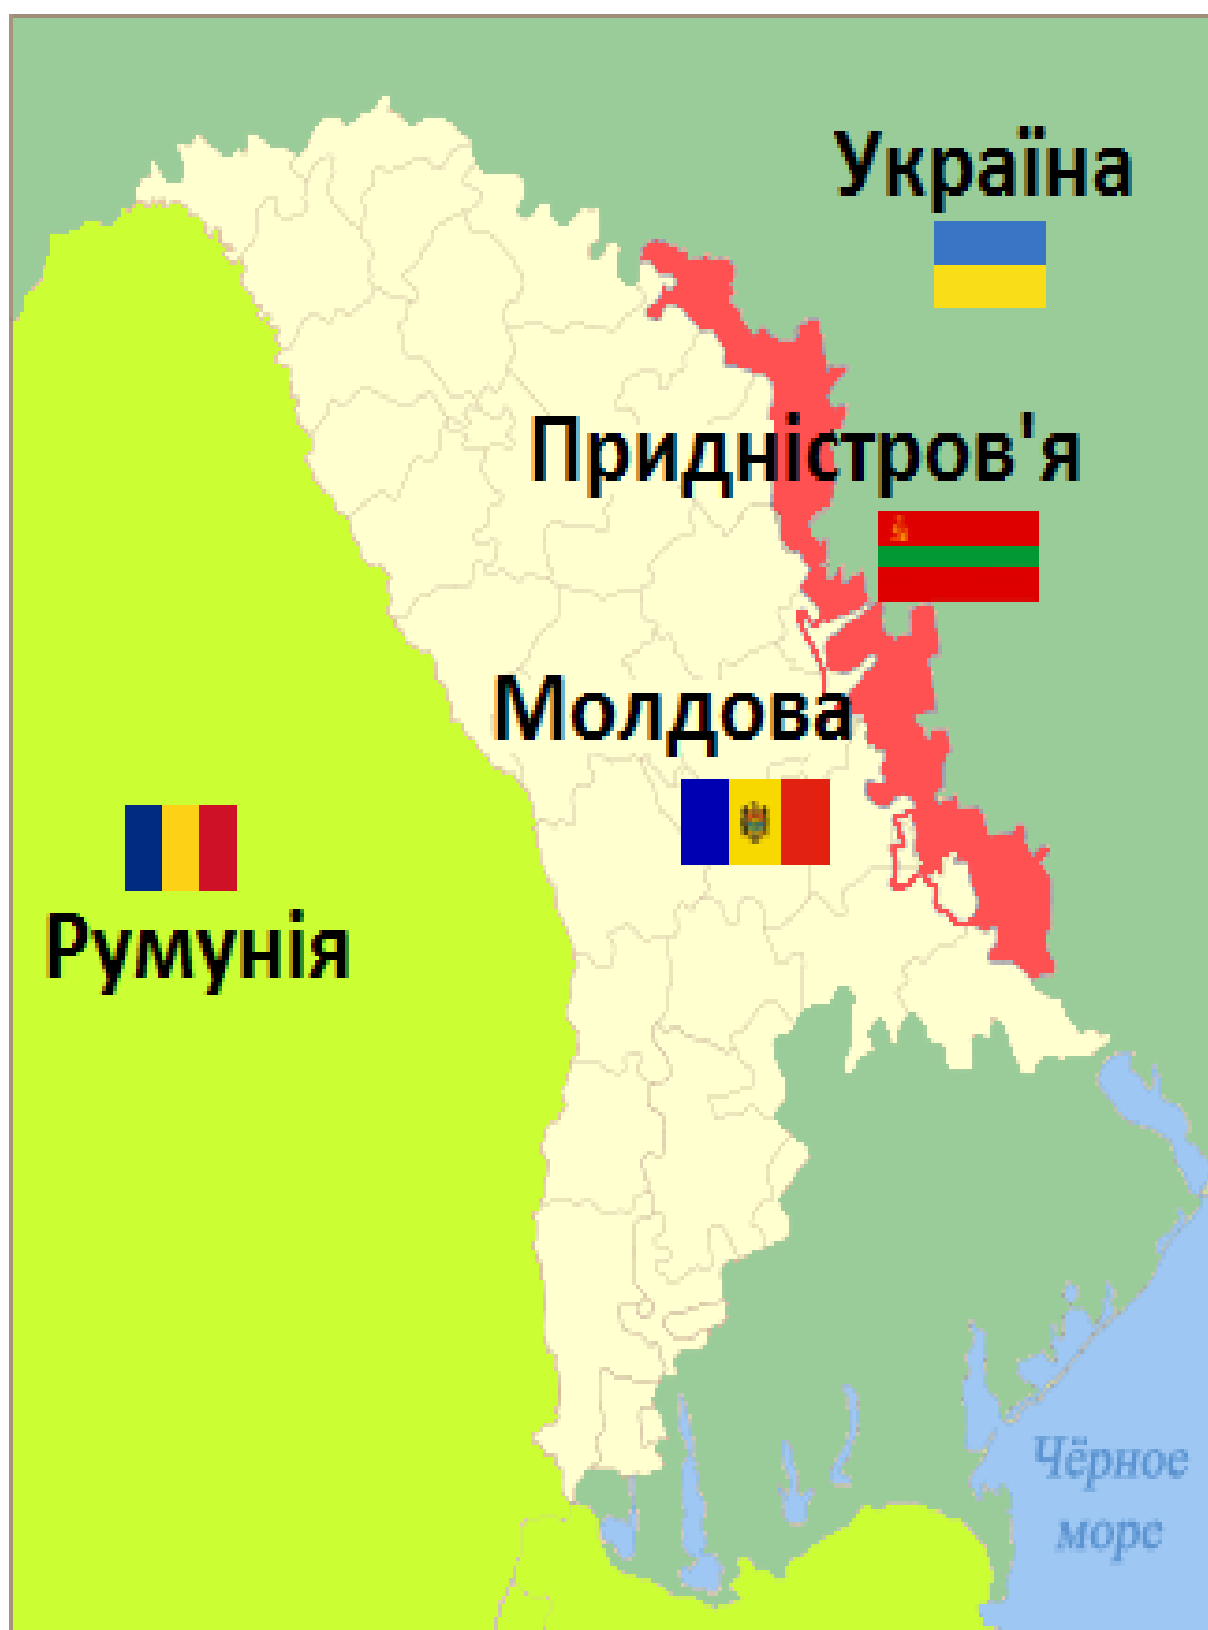 Україна
Придністров'я
Молдова
Румунія
Чёрное
море